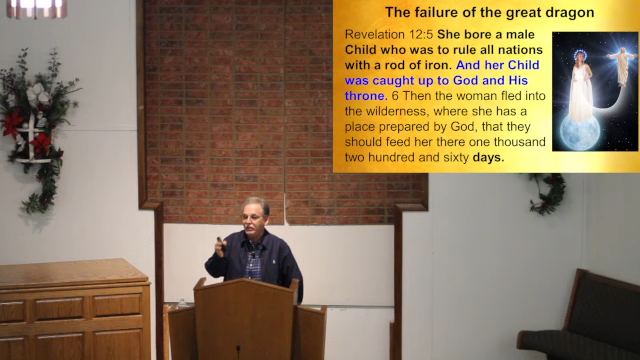 The failure of the great dragon
Revelation 12:5 She bore a male
Child who was to rule all nations
with a rod of iron. And her Child
was caught up to God and His
throne. 6 Then the woman fled into
the wilderness, where she has a
place prepared by God, that they
should feed her there one thousand
two hundred and sixty days.